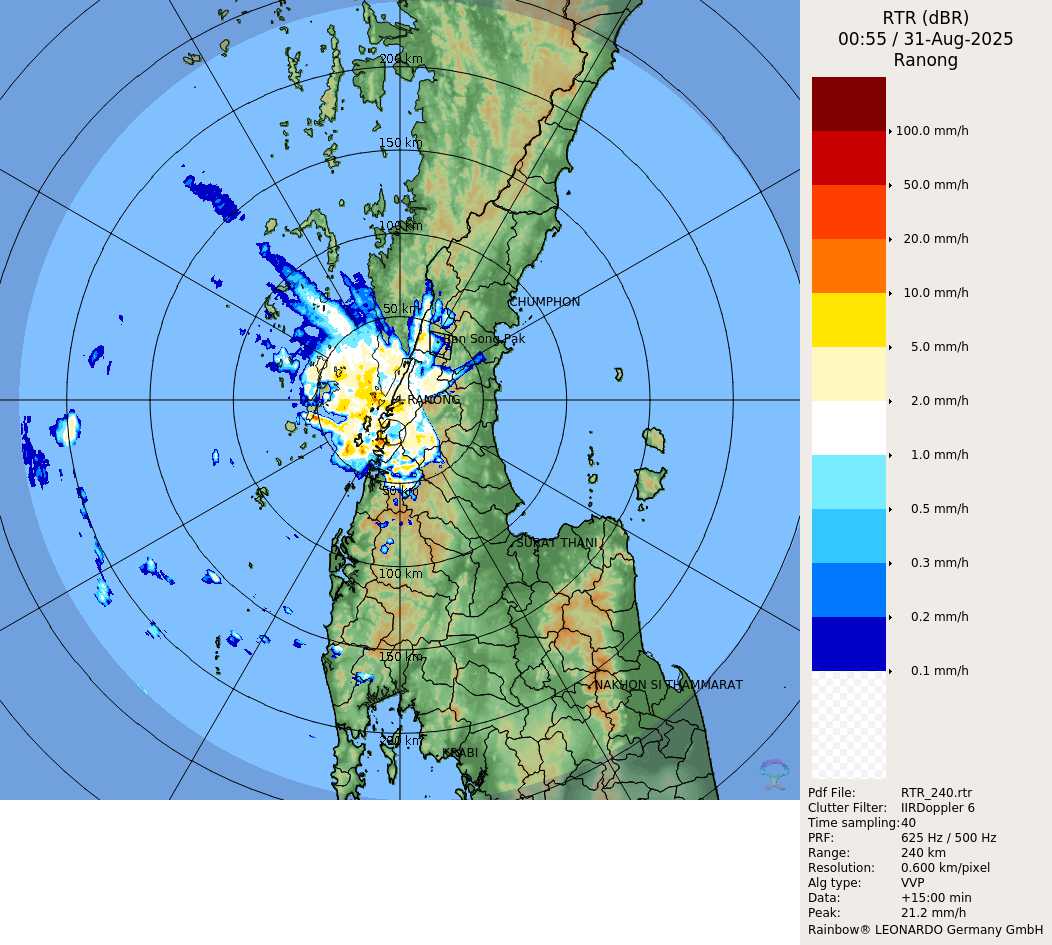 RTR (dBR)
00:55 / 31-Aug-2025
Ranong
100.0 mm/h
50.0 mm/h
20.0 mm/h
10.0 mm/h
5.0 mm/h
2.0 mm/h
1.0 mm/h
0.5 mm/h
0.3 mm/h
0.2 mm/h
0.1 mm/h
200 km
150 km
100 km
50 km
CHUMPHON
Ban Song Pak
RANONG
50 km
SURAT THANI
100 km
150 km
NAKHON SI THAMMARAT
200 km
KRABI
Pdf File: RTR_240.rtr
Clutter Filter: IIRDoppler 6
Time sampling: 40
PRF: 625 Hz / 500 Hz
Range: 240 km
Resolution: 0.600 km/pixel
Alg type: VVP
Data: +15:00 min
Peak: 21.2 mm/h
Rainbow® LEONARDO Germany GmbH